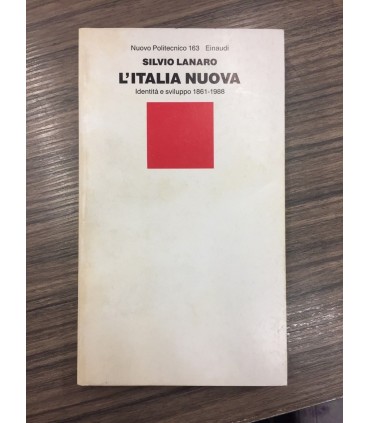 Nuovo Politecnico 163 Einaudi
SILVIO LANARO
L'ITALIA NUOVA
Identità e sviluppo 1861-1988